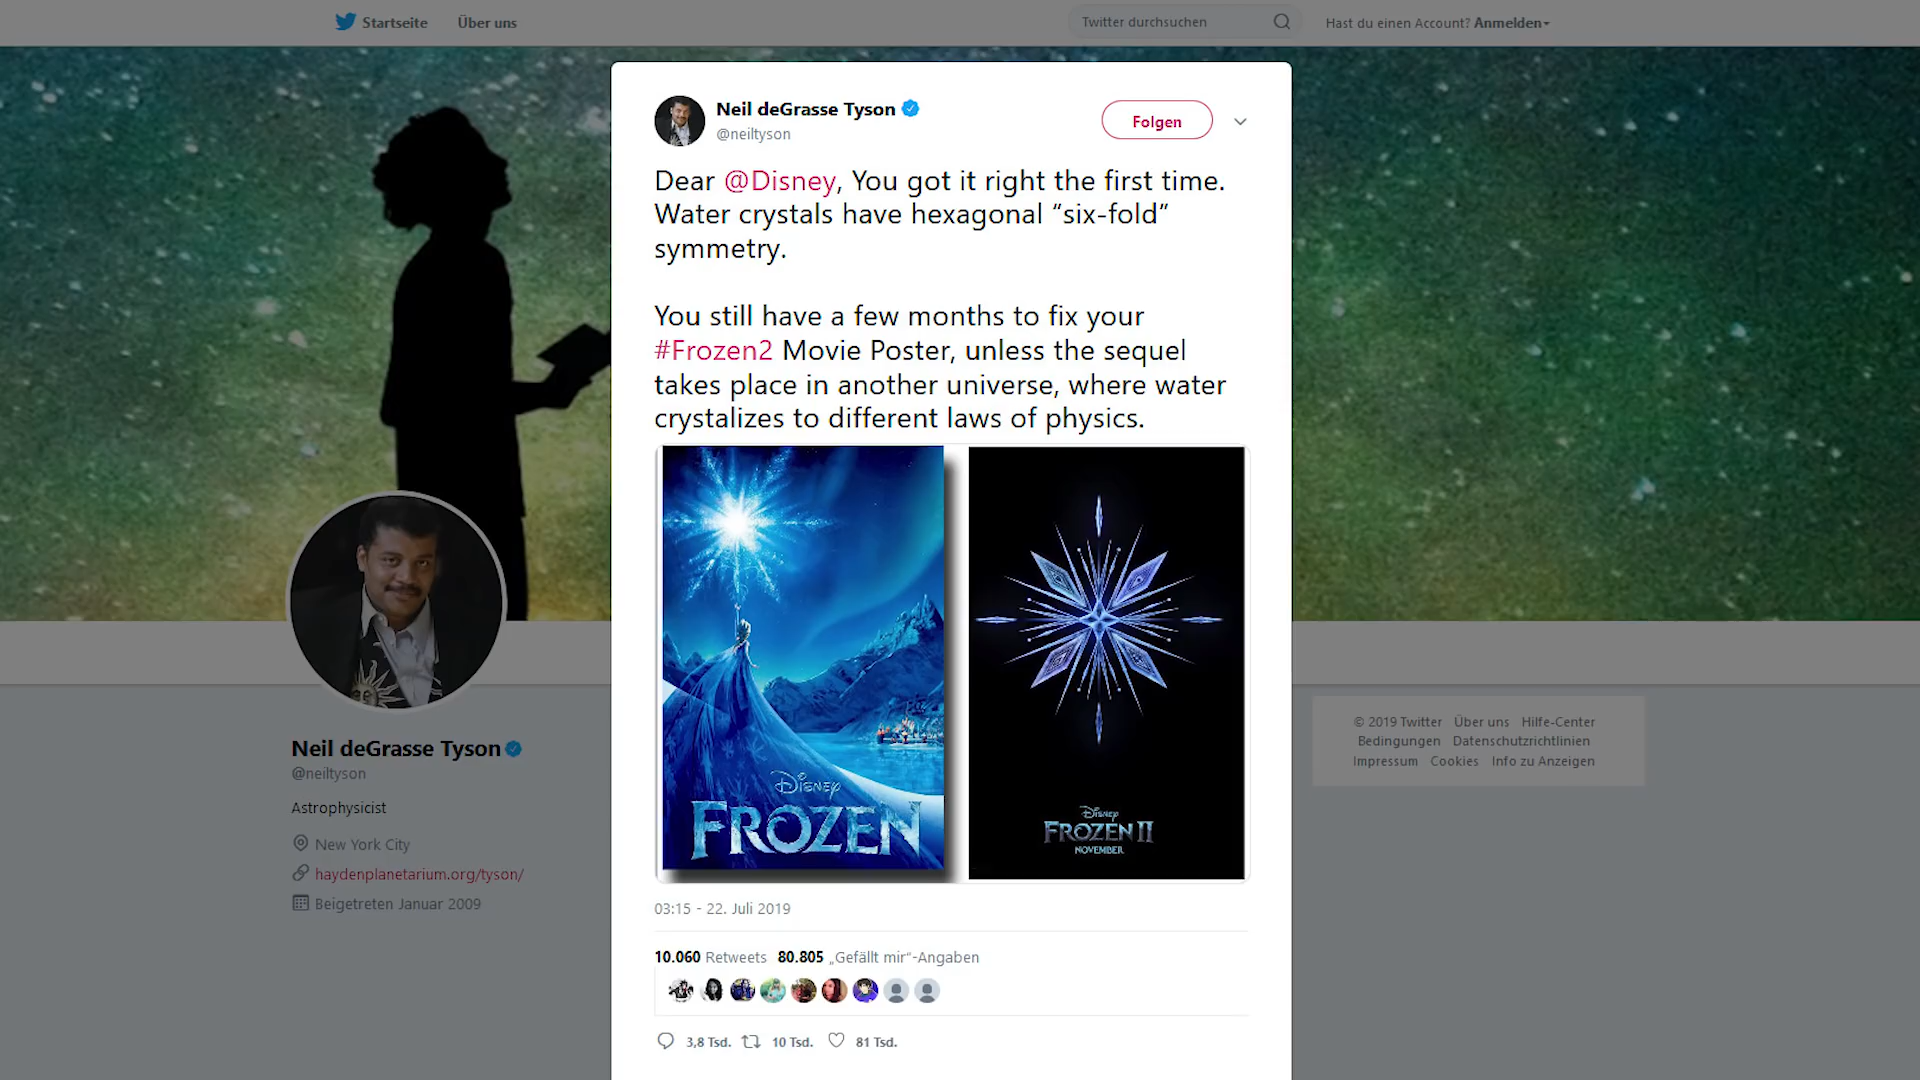 Startseite Über uns
Twitter durchsuchen
Hast du einen Account? Anmelden
Neil deGrasse Tyson
@neiltyson
Folgen
Dear @Disney, You got it right the first time.
Water crystals have hexagonal “six-fold”
symmetry.
You still have a few months to fix your
#Frozen2 Movie Poster, unless the sequel
takes place in another universe, where water
crystalizes to different laws of physics.
DISNEY
FROZEN
DISNEY
FROZEN II
NOVEMBER
03:15 - 22. Juli 2019
10.060 Retweets 80.805 „Gefällt mir“-Angaben
3,8 Tsd. 10 Tsd. 81 Tsd.
Neil deGrasse Tyson
@neiltyson
Astrophysicist
New York City
haydenplanetarium.org/tyson/
Beigetreten Januar 2009
© 2019 Twitter Über uns Hilfe-Center
Bedingungen Datenschutzrichtlinien
Impressum Cookies Info zu Anzeigen